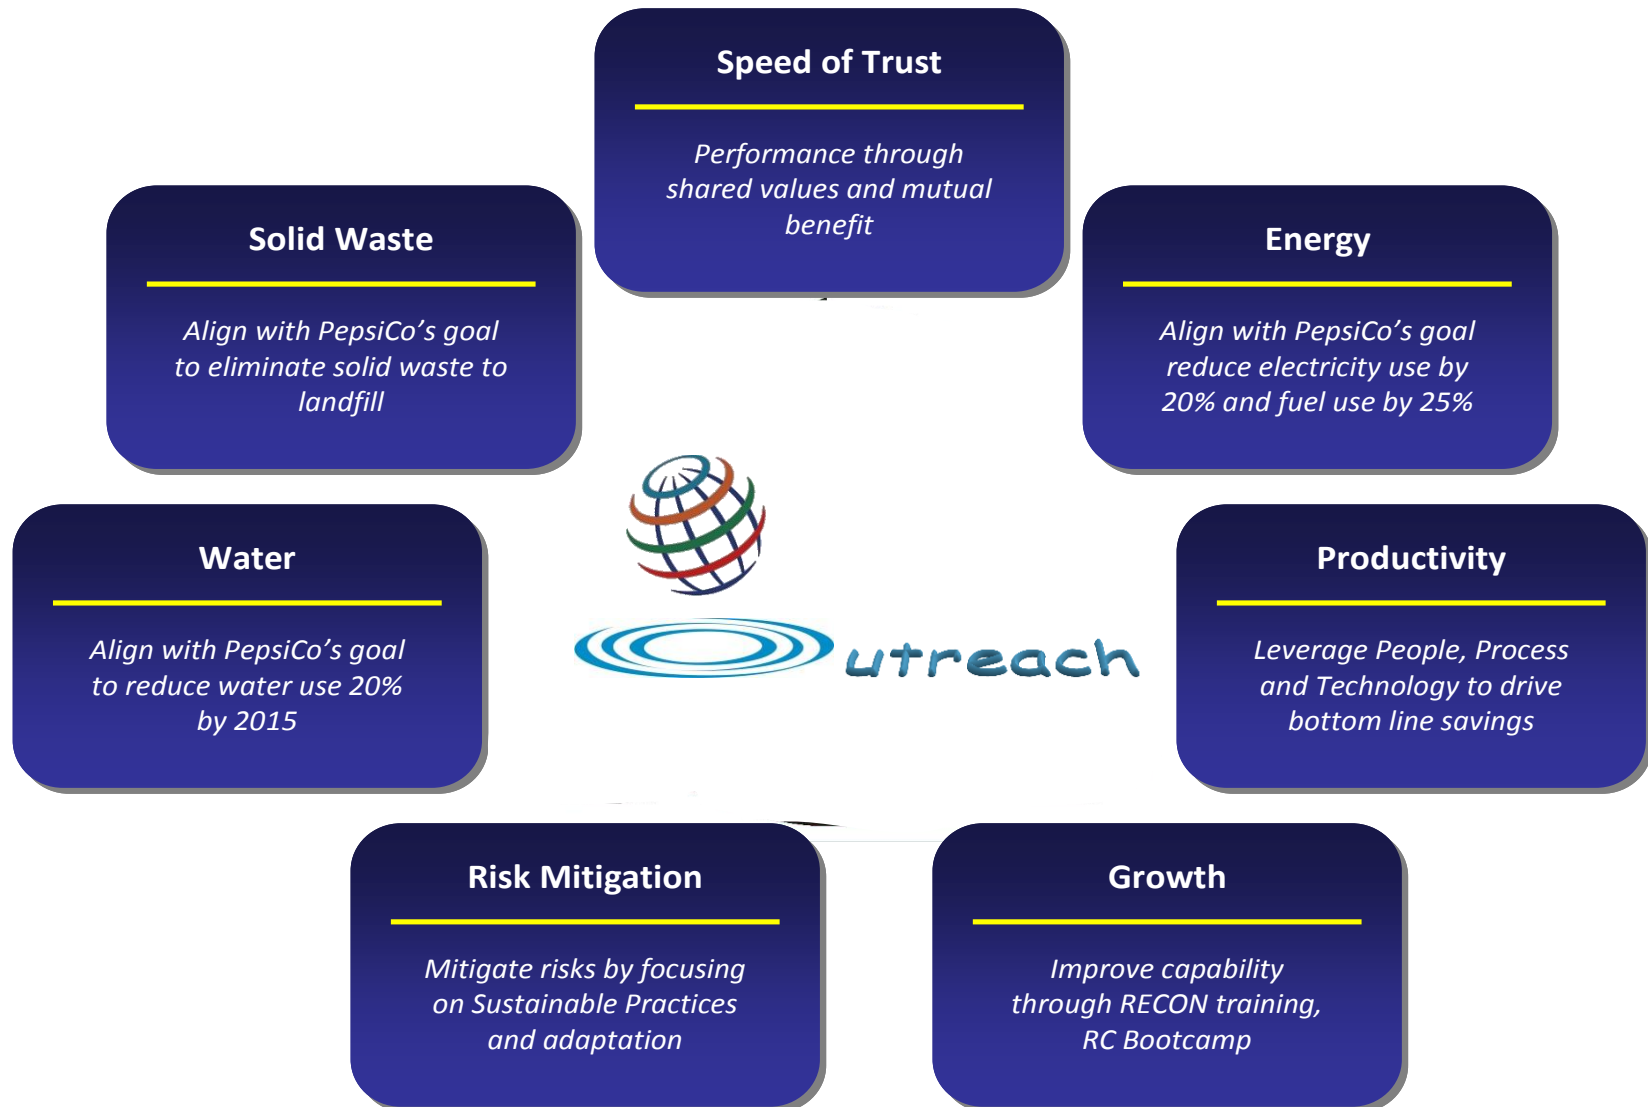 Speed of Trust
Performance through
shared values and mutual
benefit
Solid Waste
Align with PepsiCo’s goal
to eliminate solid waste to
landfill
Energy
Align with PepsiCo’s goal
reduce electricity use by
20% and fuel use by 25%
Water
Align with PepsiCo’s goal
to reduce water use 20%
by 2015
utreach
Productivity
Leverage People, Process
and Technology to drive
bottom line savings
Risk Mitigation
Mitigate risks by focusing
on Sustainable Practices
and adaptation
Growth
Improve capability
through RECON training,
RC Bootcamp